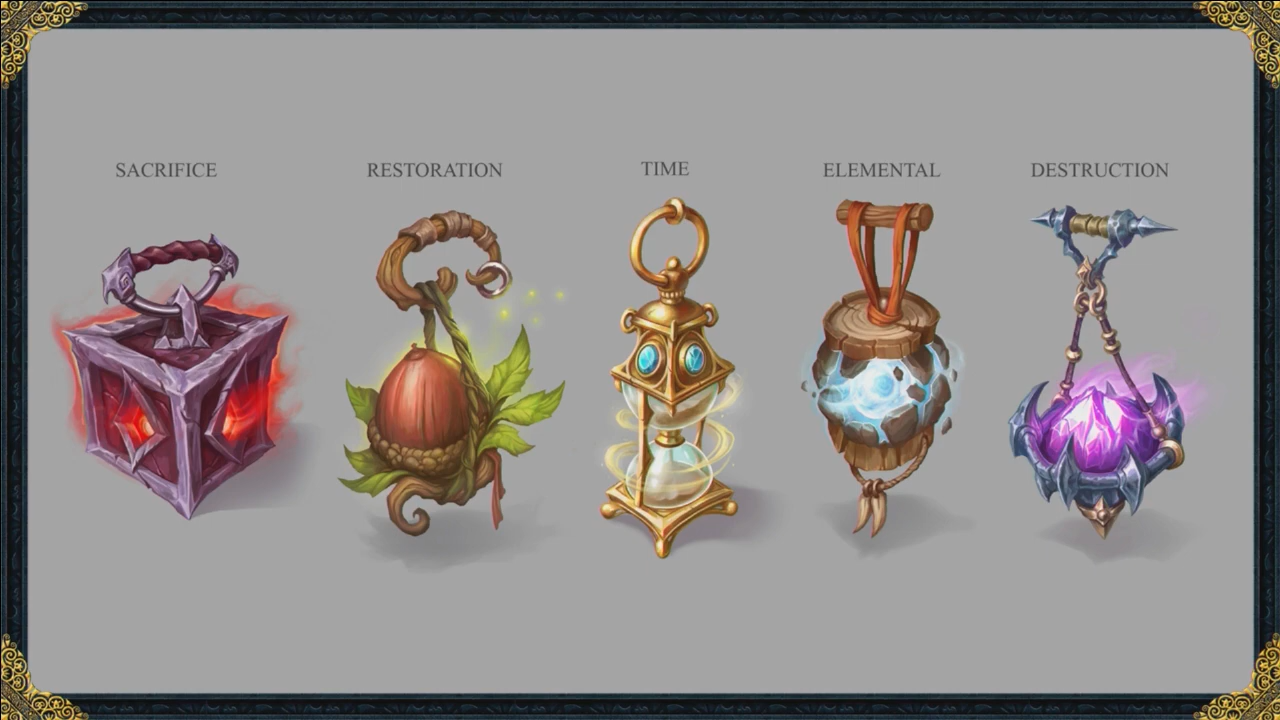 SACRIFICE
RESTORATION
TIME
ELEMENTAL
DESTRUCTION